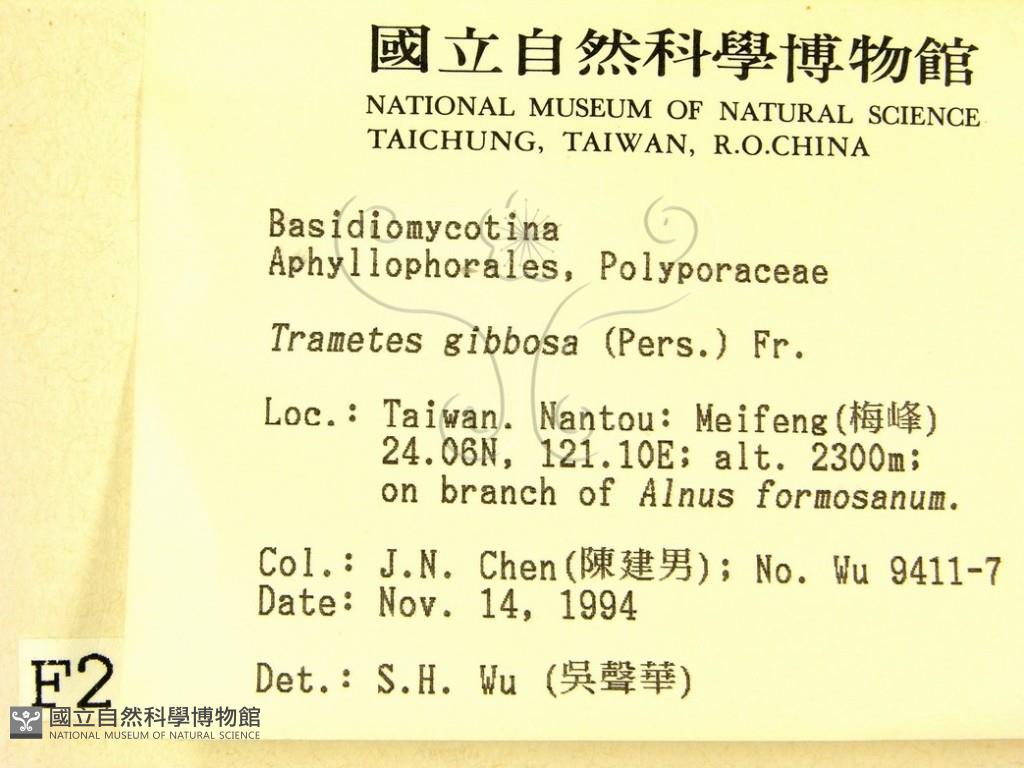 國立自然科學博物館
NATIONAL MUSEUM OF NATURAL SCIENCE
TAICHUNG, TAIWAN, R.O.CHINA
Basidiomycotina
Aphyllophorales, Polyporaceae
Trametes gibbosa (Pers.) Fr.
Loc.: Taiwan. Nantou: Meifeng(梅峰)
24.06N, 121.10E; alt. 2300m;
on branch of Alnus formosanum.
Col.: J.N. Chen(陳建男); No. Wu 9411-7
Date: Nov. 14, 1994
Det.: S.H. Wu (吳聲華)
F2
國立自然科學博物館
NATIONAL MUSEUM OF NATURAL SCIENCE